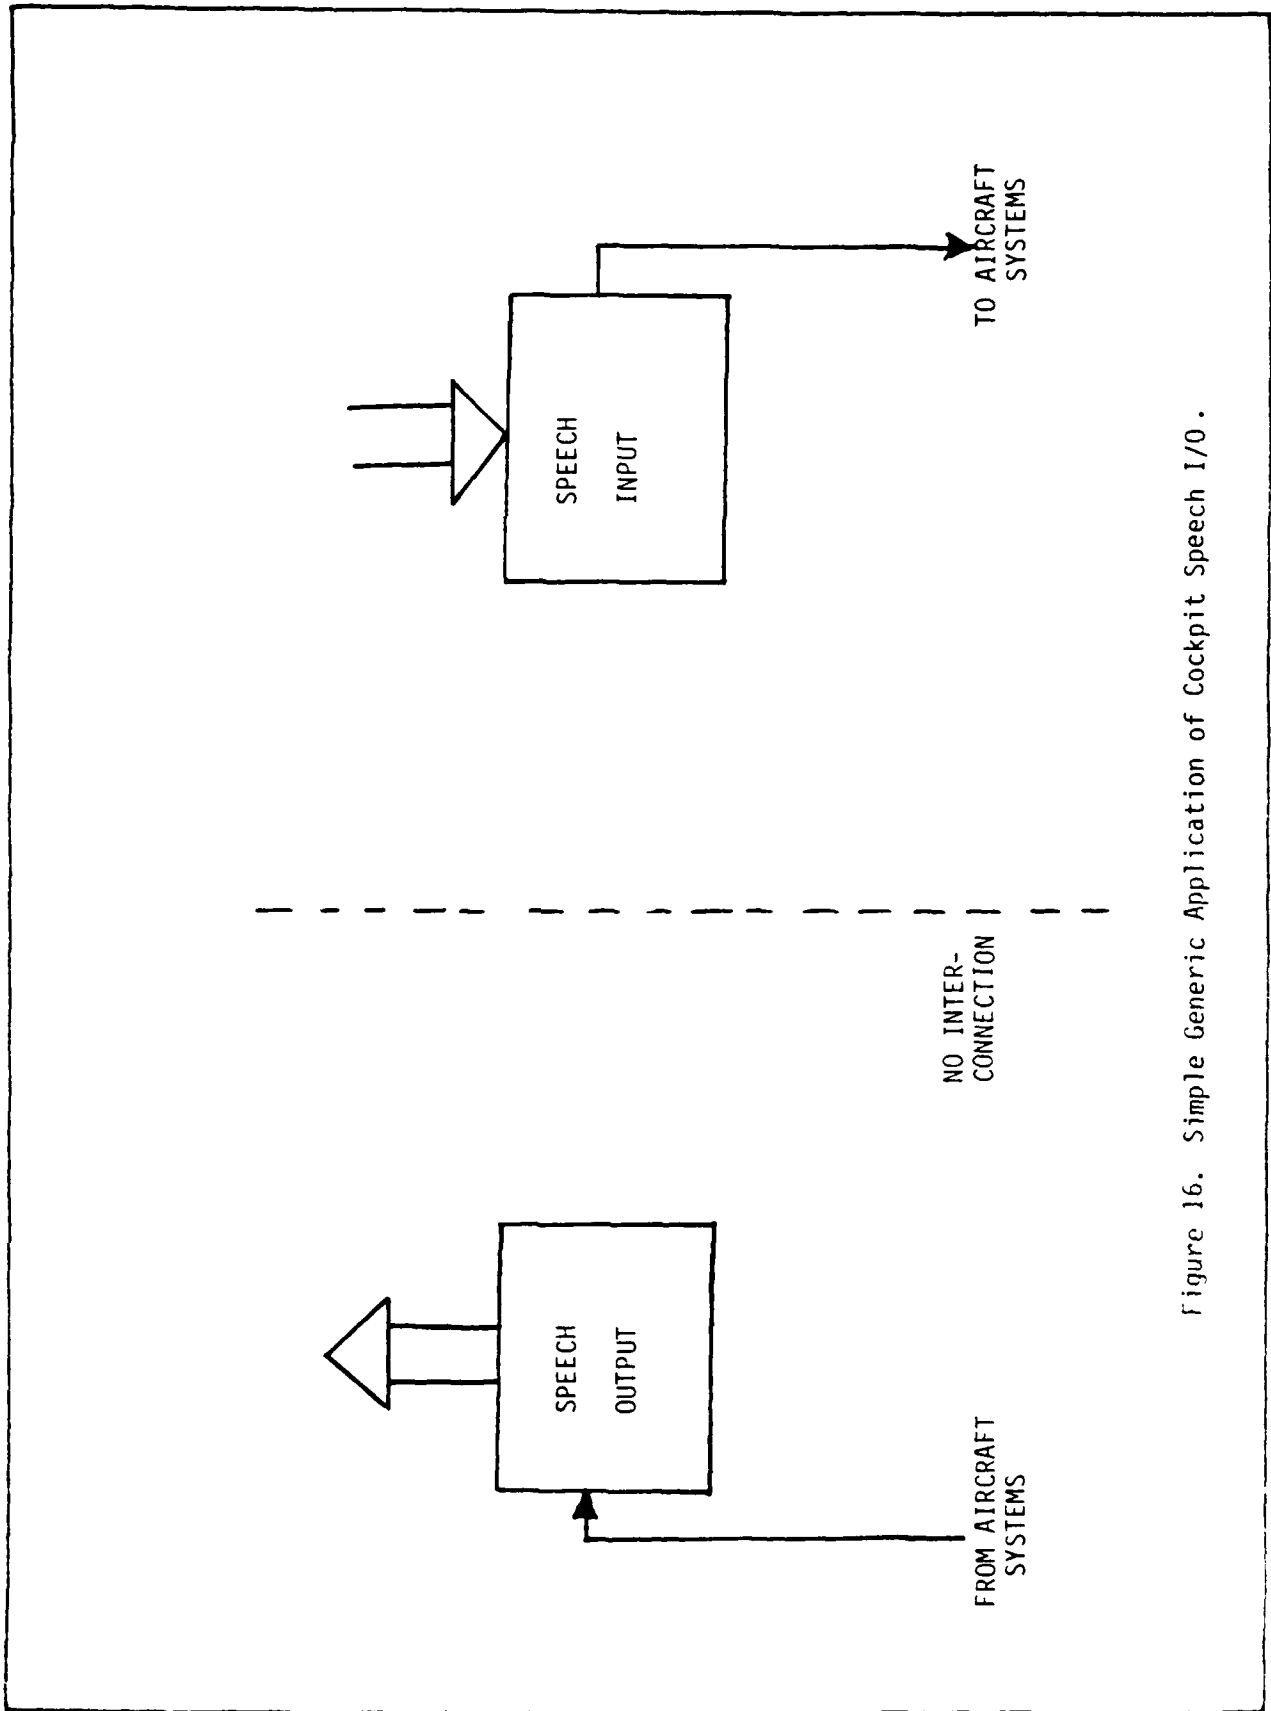 SPEECH
OUTPUT
FROM AIRCRAFT
SYSTEMS
NO INTER-
CONNECTION
SPEECH
INPUT
TO AIRCRAFT
SYSTEMS
Figure 16. Simple Generic Application of Cockpit Speech I/O.